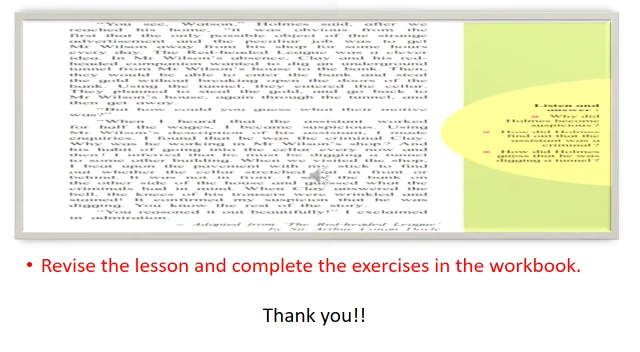 "You see, Watson," Holmes said, after we
reached his home, "it was obvious from the
first that the only possible object of the strange
advertisement and the peculiar job was to get
Mr Wilson away from his shop for some hours
every day. The Red-headed League was a clever
idea. In Mr Wilson's absence, Clay and his red-
headed companion wanted to dig an underground
tunnel from Mr Wilson's house to the bank. Then,
they would be able to enter the bank and steal
the gold without breaking open the doors of the
bank. Using the tunnel, they entered the cellar.
They planned to steal the gold, and go back to
Mr Wilson's house, again through the tunnel, and
then get away."
"But how could you guess what their motive
was?"
"When I heard that the assistant worked
for half the wages, I became suspicious. Using
Mr Wilson's description of his assistant, I made
enquiries. I found that he was a criminal.
Why was he working in Mr Wilson's shop? And
his habit of going into the cellar every now and
then! I inferred that he must be digging a tunnel
to some other building. When we visited the shop,
I beat upon the pavement with my stick to find
out whether the cellar stretched out in front or
behind. It was not in front. I saw the bank on
the other side of the house and guessed what the
criminals had in mind. When Clay answered the
bell, the knees of his trousers were wrinkled and
stained! It confirmed my suspicion that he was
digging. You know the rest of the story.
"You reasoned it out beautifully!" I exclaimed
in admiration.
– Adapted from 'The Red-headed League'
by Sir Arthur Conan Doyle
Listen and
answer:
Why did
Holmes become
suspicious?
How did Holmes
find out that the
assistant was a
criminal?
How did Holmes
guess that he was
digging a tunnel?
• Revise the lesson and complete the exercises in the workbook.
Thank you!!